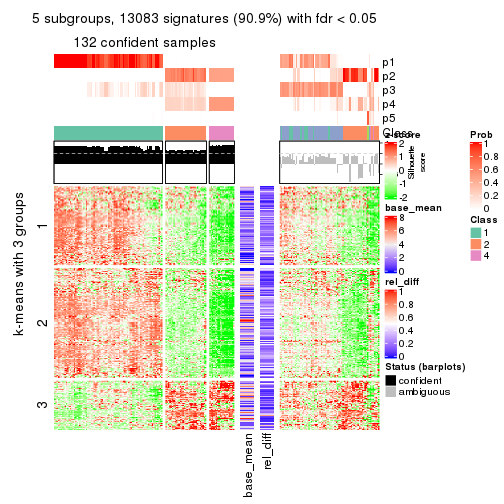 5 subgroups, 13083 signatures (90.9%) with fdr < 0.05
132 confident samples
p1
p2
p3
p4
p5
Class
k-means with 3 groups
1
2
3
base_mean
rel_diff
Silhouette
score
z-score
2
1
0
-1
-2
base_mean
8
6
4
2
0
rel_diff
1
0.8
0.6
0.4
0.2
0
Status (barplots)
confident
ambiguous
Prob
1
0.8
0.6
0.4
0.2
0
Class
1
2
4